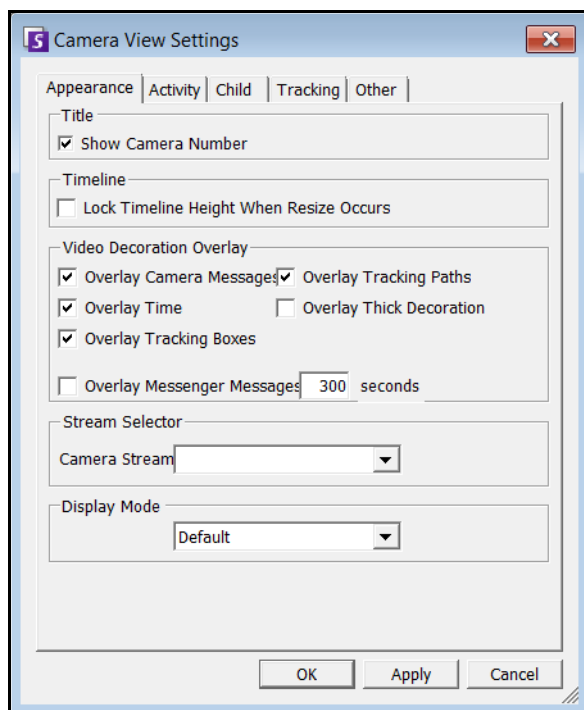 S Camera View Settings
Appearance Activity Child Tracking Other
Title
Show Camera Number
Timeline
Lock Timeline Height When Resize Occurs
Video Decoration Overlay
Overlay Camera Messages Overlay Tracking Paths
Overlay Time Overlay Thick Decoration
Overlay Tracking Boxes
Overlay Messenger Messages 300 seconds
Stream Selector
Camera Stream
Display Mode
Default
OK Apply Cancel